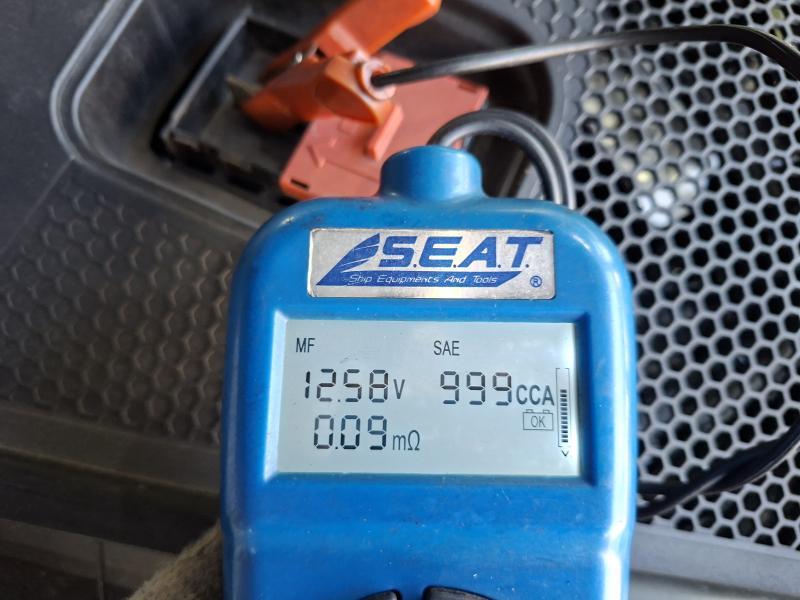 S.E.A.T.
Ship Equipments And Tools ®
MF SAE
12.58V 999CCA
OK
0.09mΩ